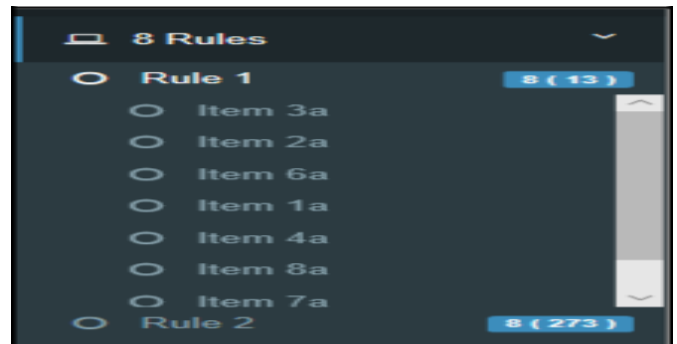 8 Rules
Rule 1 8 ( 13 )
Item 3a
Item 2a
Item 6a
Item 1a
Item 4a
Item 8a
Item 7a
Rule 2 8 ( 273 )